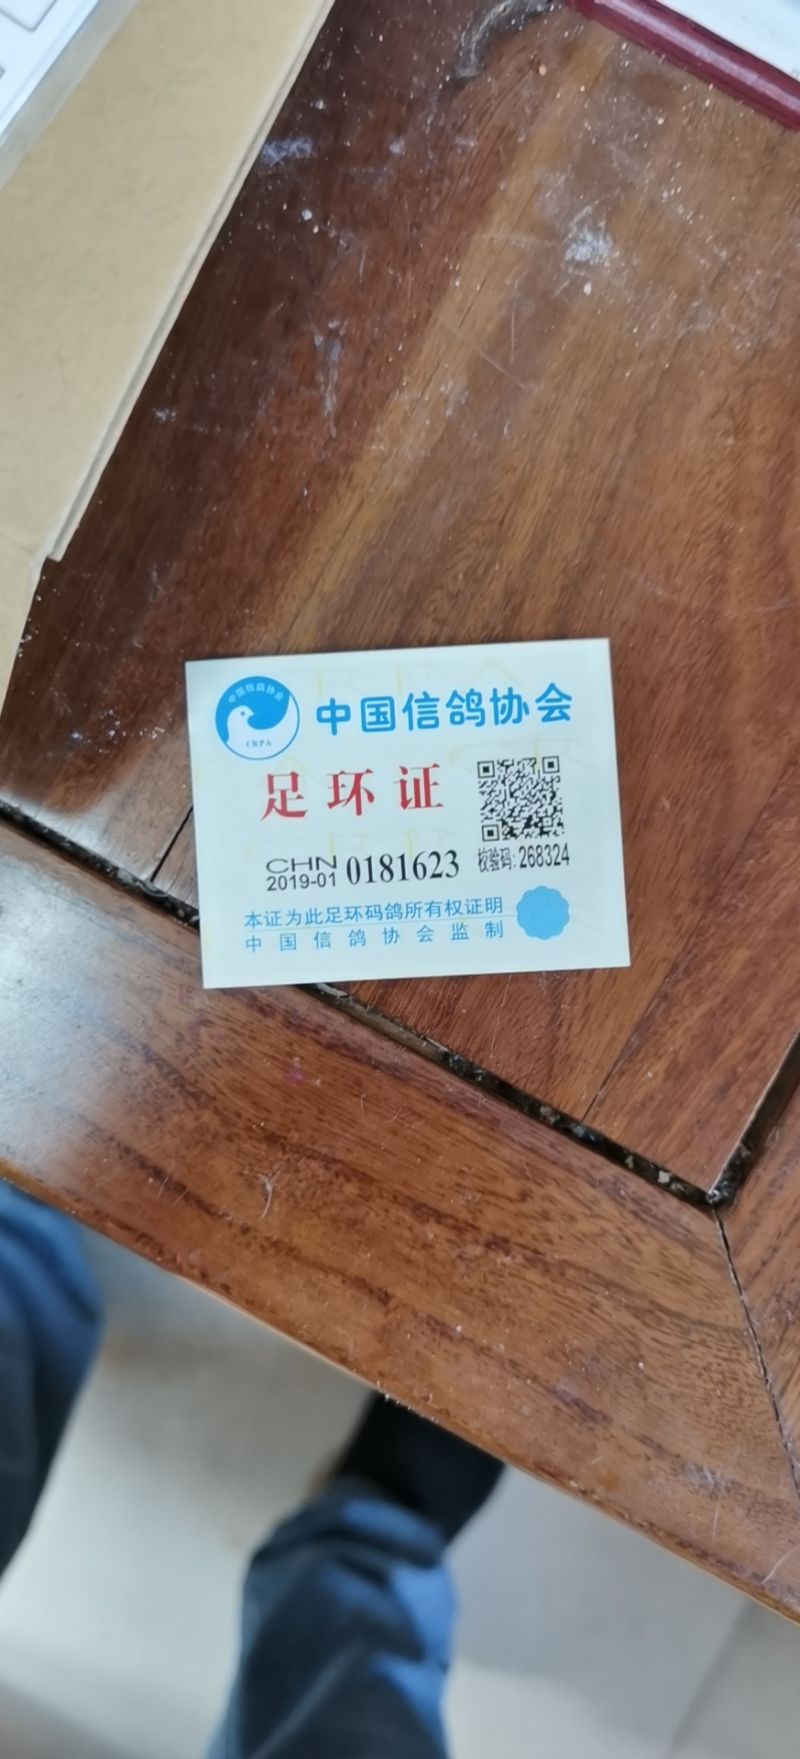 中国信鸽协会
CRPA
中国信鸽协会
足环证
CHN
2019-01 0181623
校验码: 268324
本证为此足环码鸽所有权证明
中国信鸽协会监制